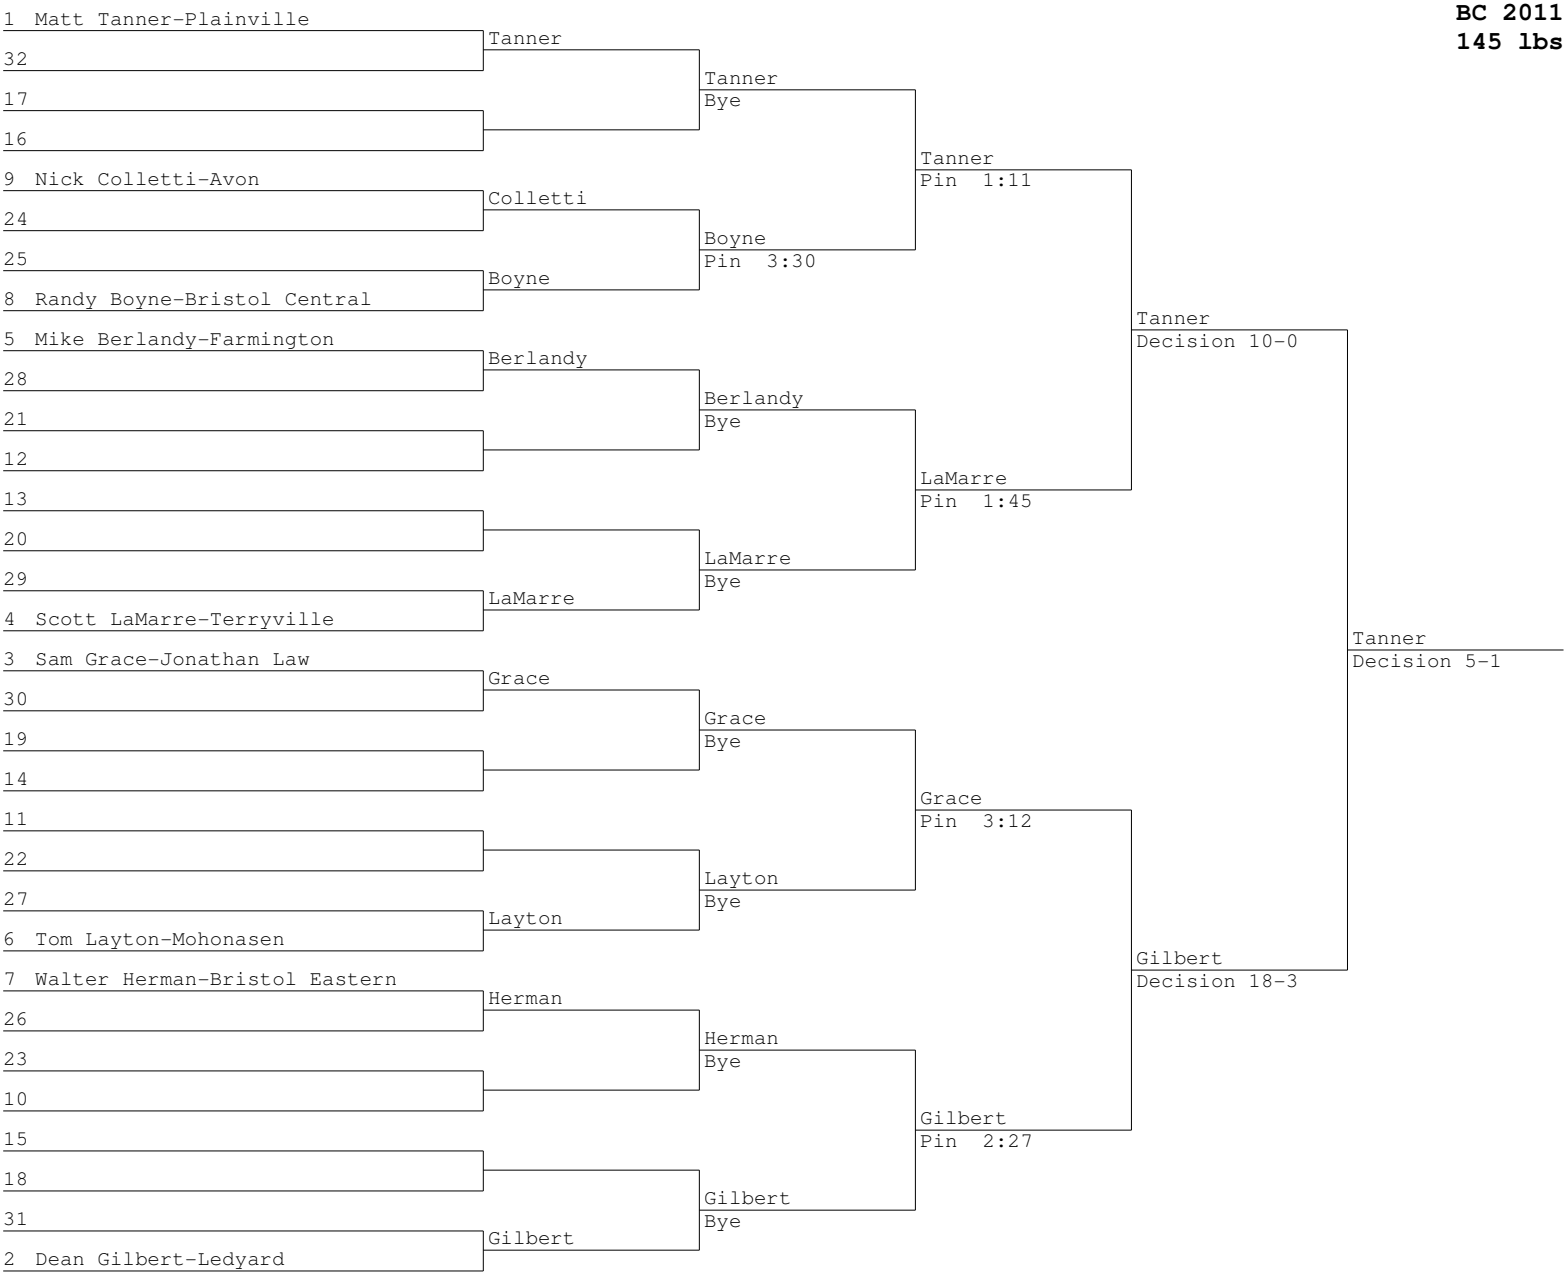 BC 2011
145 lbs
1 Matt Tanner-Plainville
32
17
16
9 Nick Colletti-Avon
24
25
8 Randy Boyne-Bristol Central
5 Mike Berlandy-Farmington
28
21
12
13
20
29
4 Scott LaMarre-Terryville
3 Sam Grace-Jonathan Law
30
19
14
11
22
27
6 Tom Layton-Mohonasen
7 Walter Herman-Bristol Eastern
26
23
10
15
18
31
2 Dean Gilbert-Ledyard
Tanner
Colletti
Boyne
Berlandy
LaMarre
Grace
Layton
Herman
Gilbert
Tanner
Bye
Boyne
Pin 3:30
Berlandy
Bye
LaMarre
Bye
Grace
Bye
Layton
Bye
Herman
Bye
Gilbert
Bye
Tanner
Pin 1:11
LaMarre
Pin 1:45
Grace
Pin 3:12
Gilbert
Pin 2:27
Tanner
Decision 10-0
Gilbert
Decision 18-3
Tanner
Decision 5-1